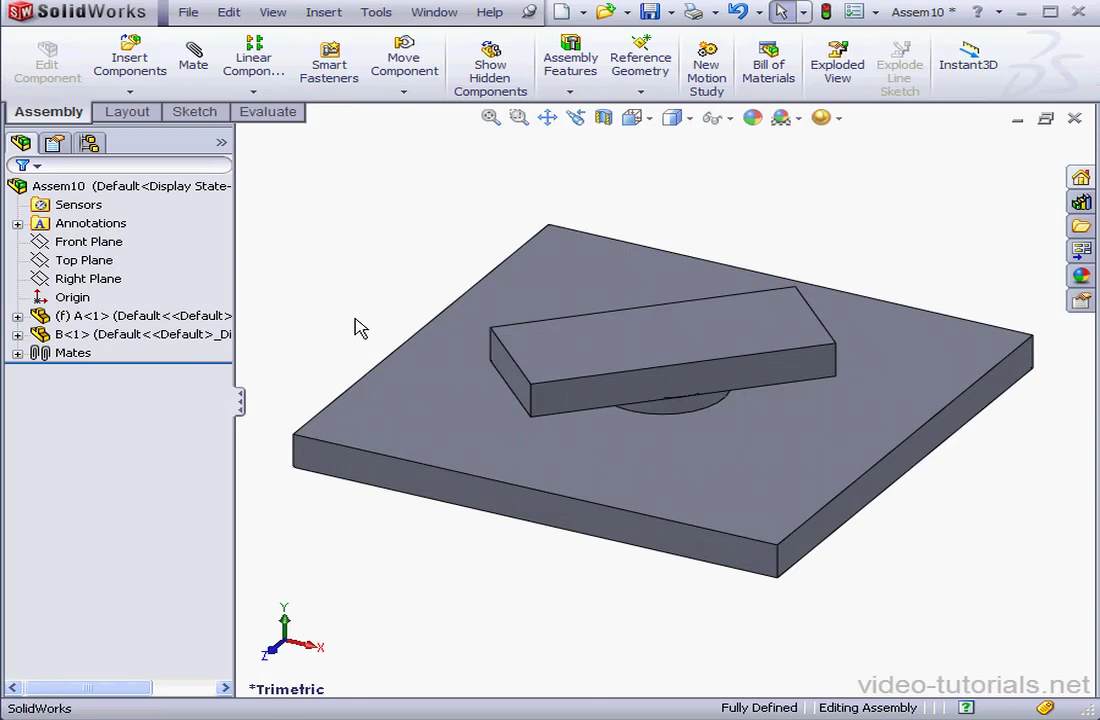 SolidWorks File Edit View Insert Tools Window Help Assem10 * ?
Edit Component
Insert Components
Mate
Linear Compon...
Smart Fasteners
Move Component
Show Hidden Components
Assembly Features
Reference Geometry
New Motion Study
Bill of Materials
Exploded View
Explode Line Sketch
Instant3D
Assembly Layout Sketch Evaluate
Assem10 (Default<Display State-
Sensors
Annotations
Front Plane
Top Plane
Right Plane
Origin
(f) A<1> (Default<<Default>
B<1> (Default<<Default>_Di
Mates
Y
X
Z
*Trimetric
video-tutorials.net
SolidWorks Fully Defined Editing Assembly ?